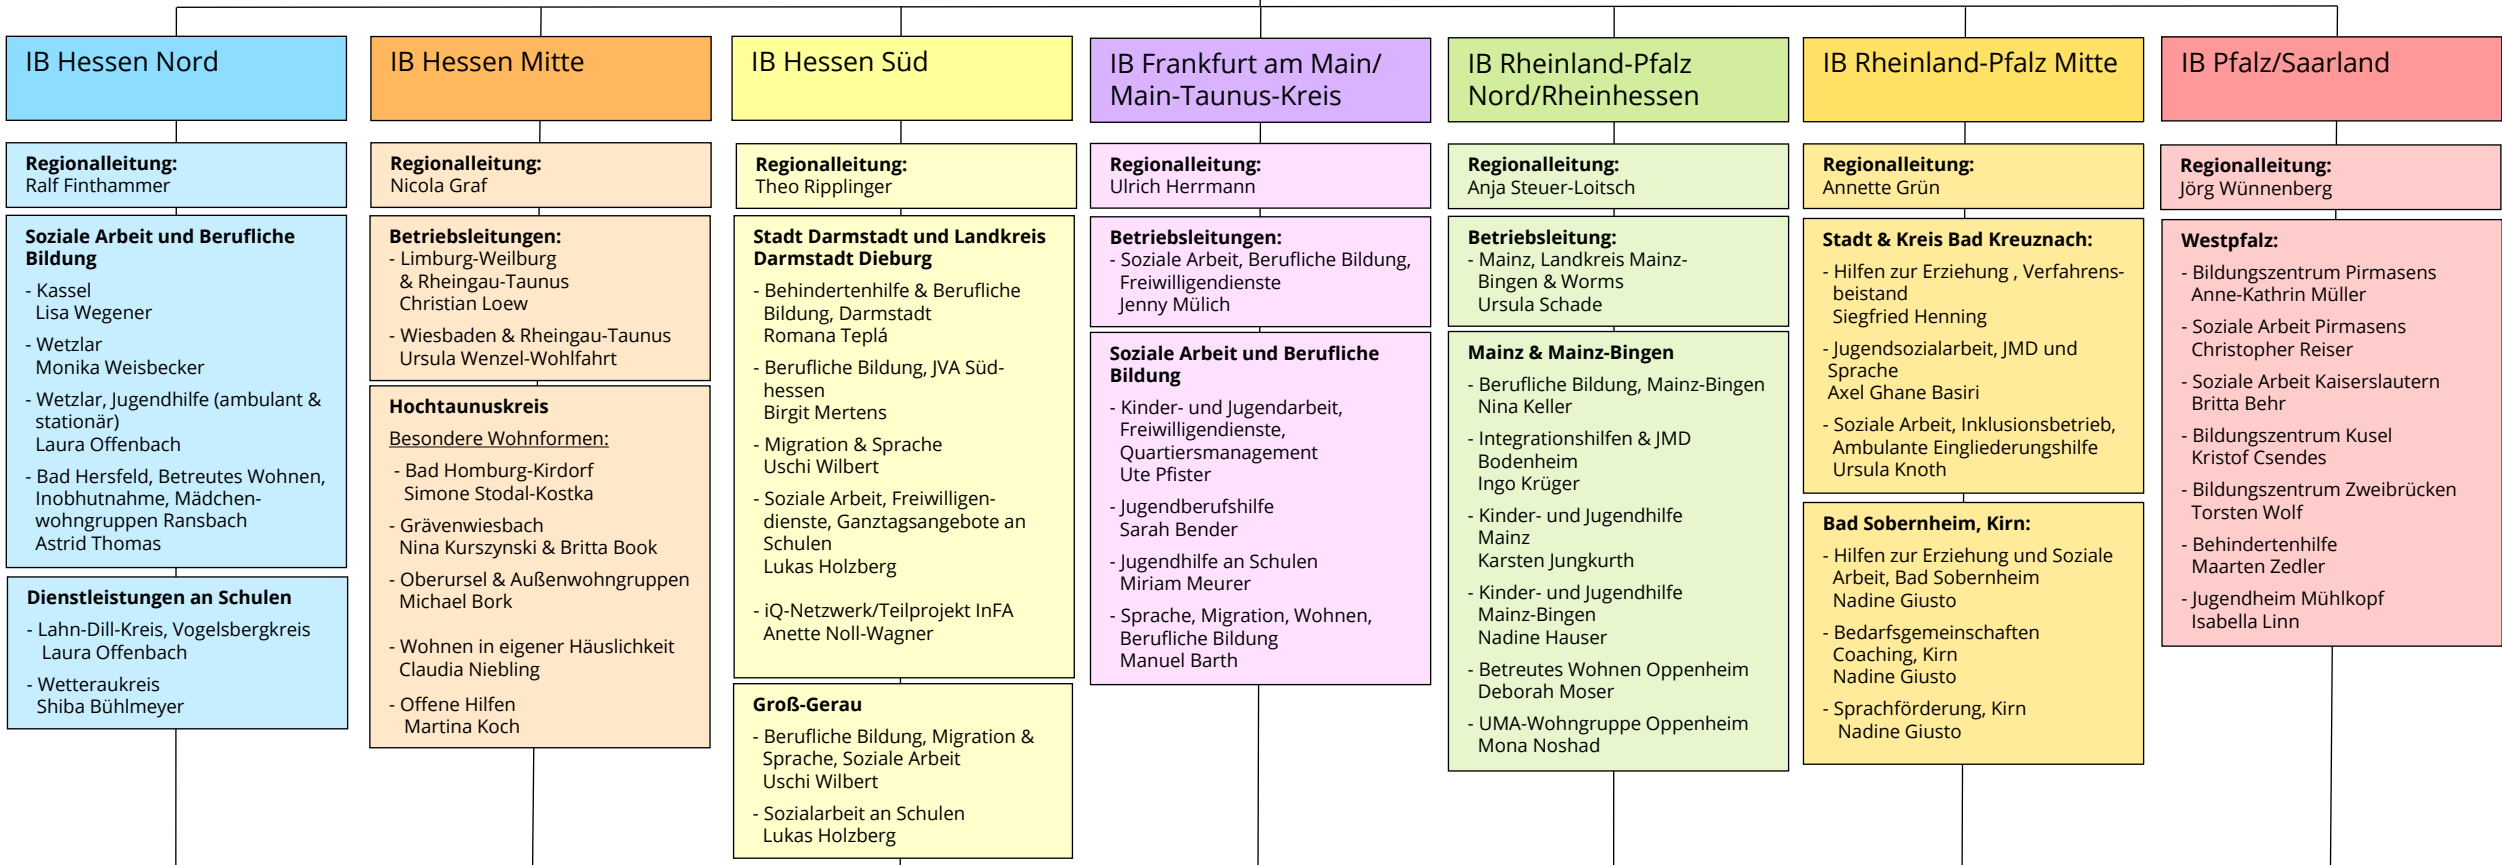 IB Hessen Nord
Regionalleitung:
Ralf Finthammer
Soziale Arbeit und Berufliche
Bildung
- Kassel
Lisa Wegener
- Wetzlar
Monika Weisbecker
- Wetzlar, Jugendhilfe (ambulant &
stationär)
Laura Offenbach
- Bad Hersfeld, Betreutes Wohnen,
Inobhutnahme, Mädchen-
wohngruppen Ransbach
Astrid Thomas
Dienstleistungen an Schulen
- Lahn-Dill-Kreis, Vogelsbergkreis
Laura Offenbach
- Wetteraukreis
Shiba Bühlmeyer
IB Hessen Mitte
Regionalleitung:
Nicola Graf
Betriebsleitungen:
- Limburg-Weilburg
& Rheingau-Taunus
Christian Loew
- Wiesbaden & Rheingau-Taunus
Ursula Wenzel-Wohlfahrt
Hochtaunuskreis
Besondere Wohnformen:
- Bad Homburg-Kirdorf
Simone Stodal-Kostka
- Grävenwiesbach
Nina Kurszynski & Britta Book
- Oberursel & Außenwohngruppen
Michael Bork
- Wohnen in eigener Häuslichkeit
Claudia Niebling
- Offene Hilfen
Martina Koch
IB Hessen Süd
Regionalleitung:
Theo Ripplinger
Stadt Darmstadt und Landkreis
Darmstadt Dieburg
- Behindertenhilfe & Berufliche
Bildung, Darmstadt
Romana Teplá
- Berufliche Bildung, JVA Süd-
hessen
Birgit Mertens
- Migration & Sprache
Uschi Wilbert
- Soziale Arbeit, Freiwilligen-
dienste, Ganztagsangebote an
Schulen
Lukas Holzberg
- iQ-Netzwerk/Teilprojekt InFA
Anette Noll-Wagner
Groß-Gerau
- Berufliche Bildung, Migration &
Sprache, Soziale Arbeit
Uschi Wilbert
- Sozialarbeit an Schulen
Lukas Holzberg
IB Frankfurt am Main/
Main-Taunus-Kreis
Regionalleitung:
Ulrich Herrmann
Betriebsleitungen:
- Soziale Arbeit, Berufliche Bildung,
Freiwilligendienste
Jenny Mülich
Soziale Arbeit und Berufliche
Bildung
- Kinder- und Jugendarbeit,
Freiwilligendienste,
Quartiersmanagement
Ute Pfister
- Jugendberufshilfe
Sarah Bender
- Jugendhilfe an Schulen
Miriam Meurer
- Sprache, Migration, Wohnen,
Berufliche Bildung
Manuel Barth
IB Rheinland-Pfalz
Nord/Rheinhessen
Regionalleitung:
Anja Steuer-Loitsch
Betriebsleitung:
- Mainz, Landkreis Mainz-
Bingen & Worms
Ursula Schade
Mainz & Mainz-Bingen
- Berufliche Bildung, Mainz-Bingen
Nina Keller
- Integrationshilfen & JMD
Bodenheim
Ingo Krüger
- Kinder- und Jugendhilfe
Mainz
Karsten Jungkurth
- Kinder- und Jugendhilfe
Mainz-Bingen
Nadine Hauser
- Betreutes Wohnen Oppenheim
Deborah Moser
- UMA-Wohngruppe Oppenheim
Mona Noshad
IB Rheinland-Pfalz Mitte
Regionalleitung:
Annette Grün
Stadt & Kreis Bad Kreuznach:
- Hilfen zur Erziehung , Verfahrens-
beistand
Siegfried Henning
- Jugendsozialarbeit, JMD und
Sprache
Axel Ghane Basiri
- Soziale Arbeit, Inklusionsbetrieb,
Ambulante Eingliederungshilfe
Ursula Knoth
Bad Sobernheim, Kirn:
- Hilfen zur Erziehung und Soziale
Arbeit, Bad Sobernheim
Nadine Giusto
- Bedarfsgemeinschaften
Coaching, Kirn
Nadine Giusto
- Sprachförderung, Kirn
Nadine Giusto
IB Pfalz/Saarland
Regionalleitung:
Jörg Wünnenberg
Westpfalz:
- Bildungszentrum Pirmasens
Anne-Kathrin Müller
- Soziale Arbeit Pirmasens
Christopher Reiser
- Soziale Arbeit Kaiserslautern
Britta Behr
- Bildungszentrum Kusel
Kristof Csendes
- Bildungszentrum Zweibrücken
Torsten Wolf
- Behindertenhilfe
Maarten Zedler
- Jugendheim Mühlkopf
Isabella Linn